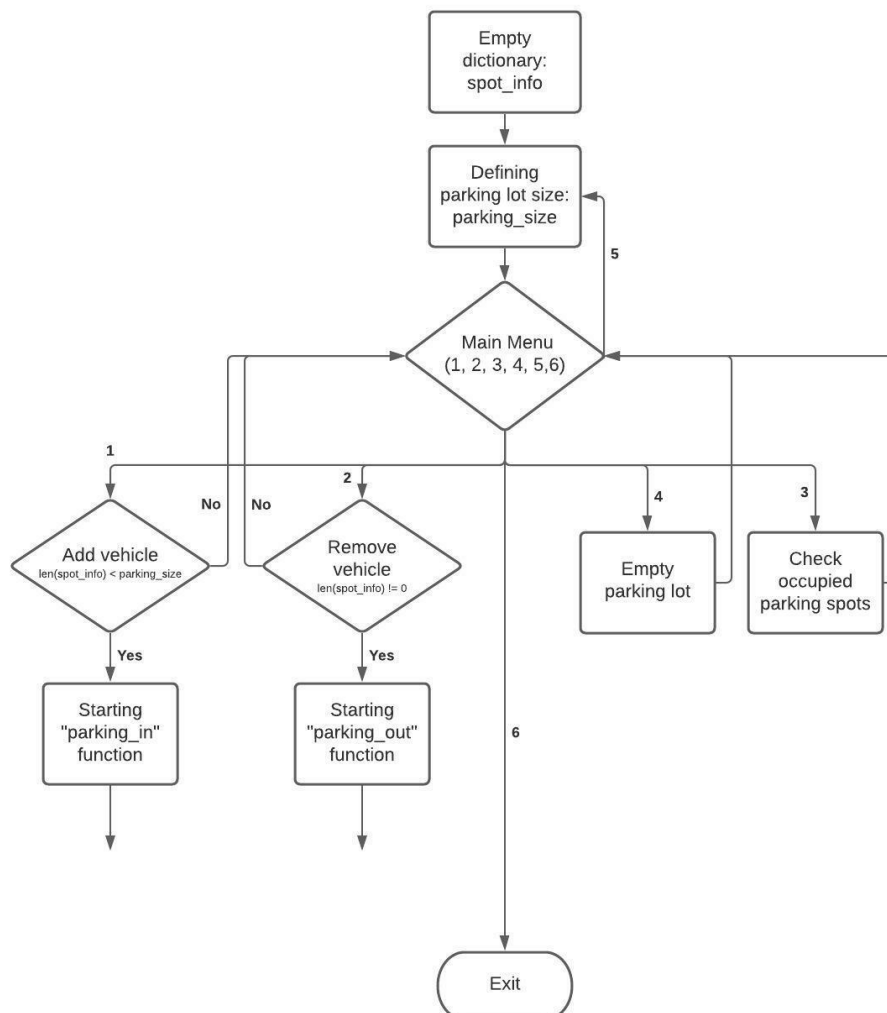 Empty
dictionary:
spot_info
Defining
parking lot size:
parking_size
5
Main Menu
(1, 2, 3, 4, 5,6)
1
2
4
3
No
No
Add vehicle
len(spot_info) < parking_size
Remove
vehicle
len(spot_info) != 0
Empty
parking lot
Check
occupied
parking spots
Yes
Yes
Starting
"parking_in"
function
Starting
"parking_out"
function
6
Exit